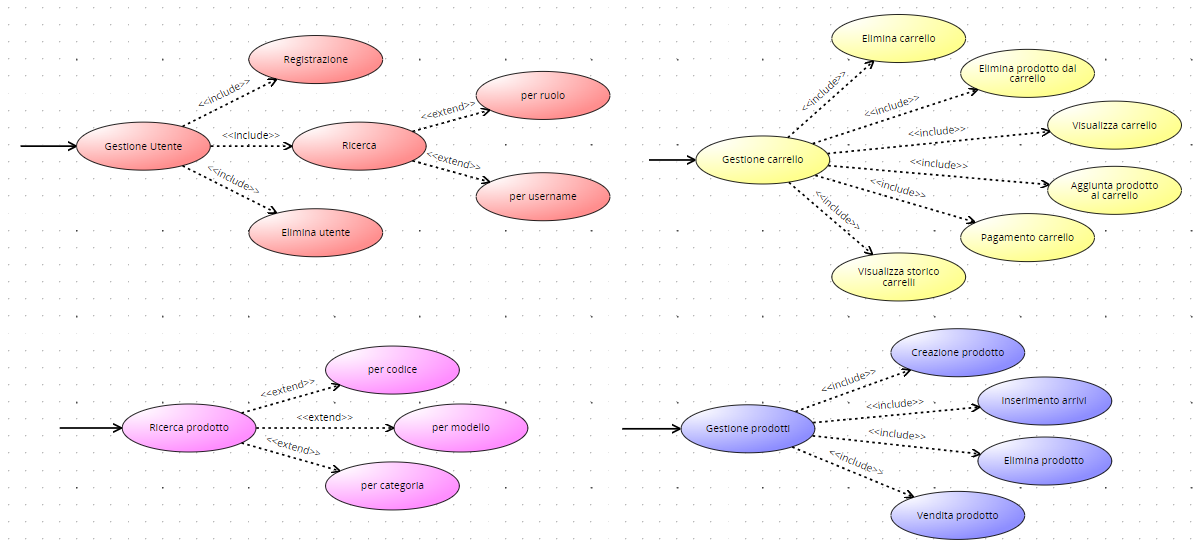 Registrazione
<<include>>
per ruolo
<<extend>>
Gestione Utente
<<include>>
Ricerca
<<extend>>
per username
<<include>>
Elimina utente
Elimina carrello
<<include>>
Elimina prodotto dal
carrello
<<include>>
Visualizza carrello
<<include>>
Gestione carrello
<<include>>
Aggiunta prodotto
al carrello
<<include>>
Pagamento carrello
<<include>>
Visualizza storico
carrelli
per codice
<<extend>>
Ricerca prodotto
<<extend>>
per modello
<<extend>>
per categoria
Creazione prodotto
<<include>>
Inserimento arrivi
<<include>>
Gestione prodotti
<<include>>
Elimina prodotto
<<include>>
Vendita prodotto